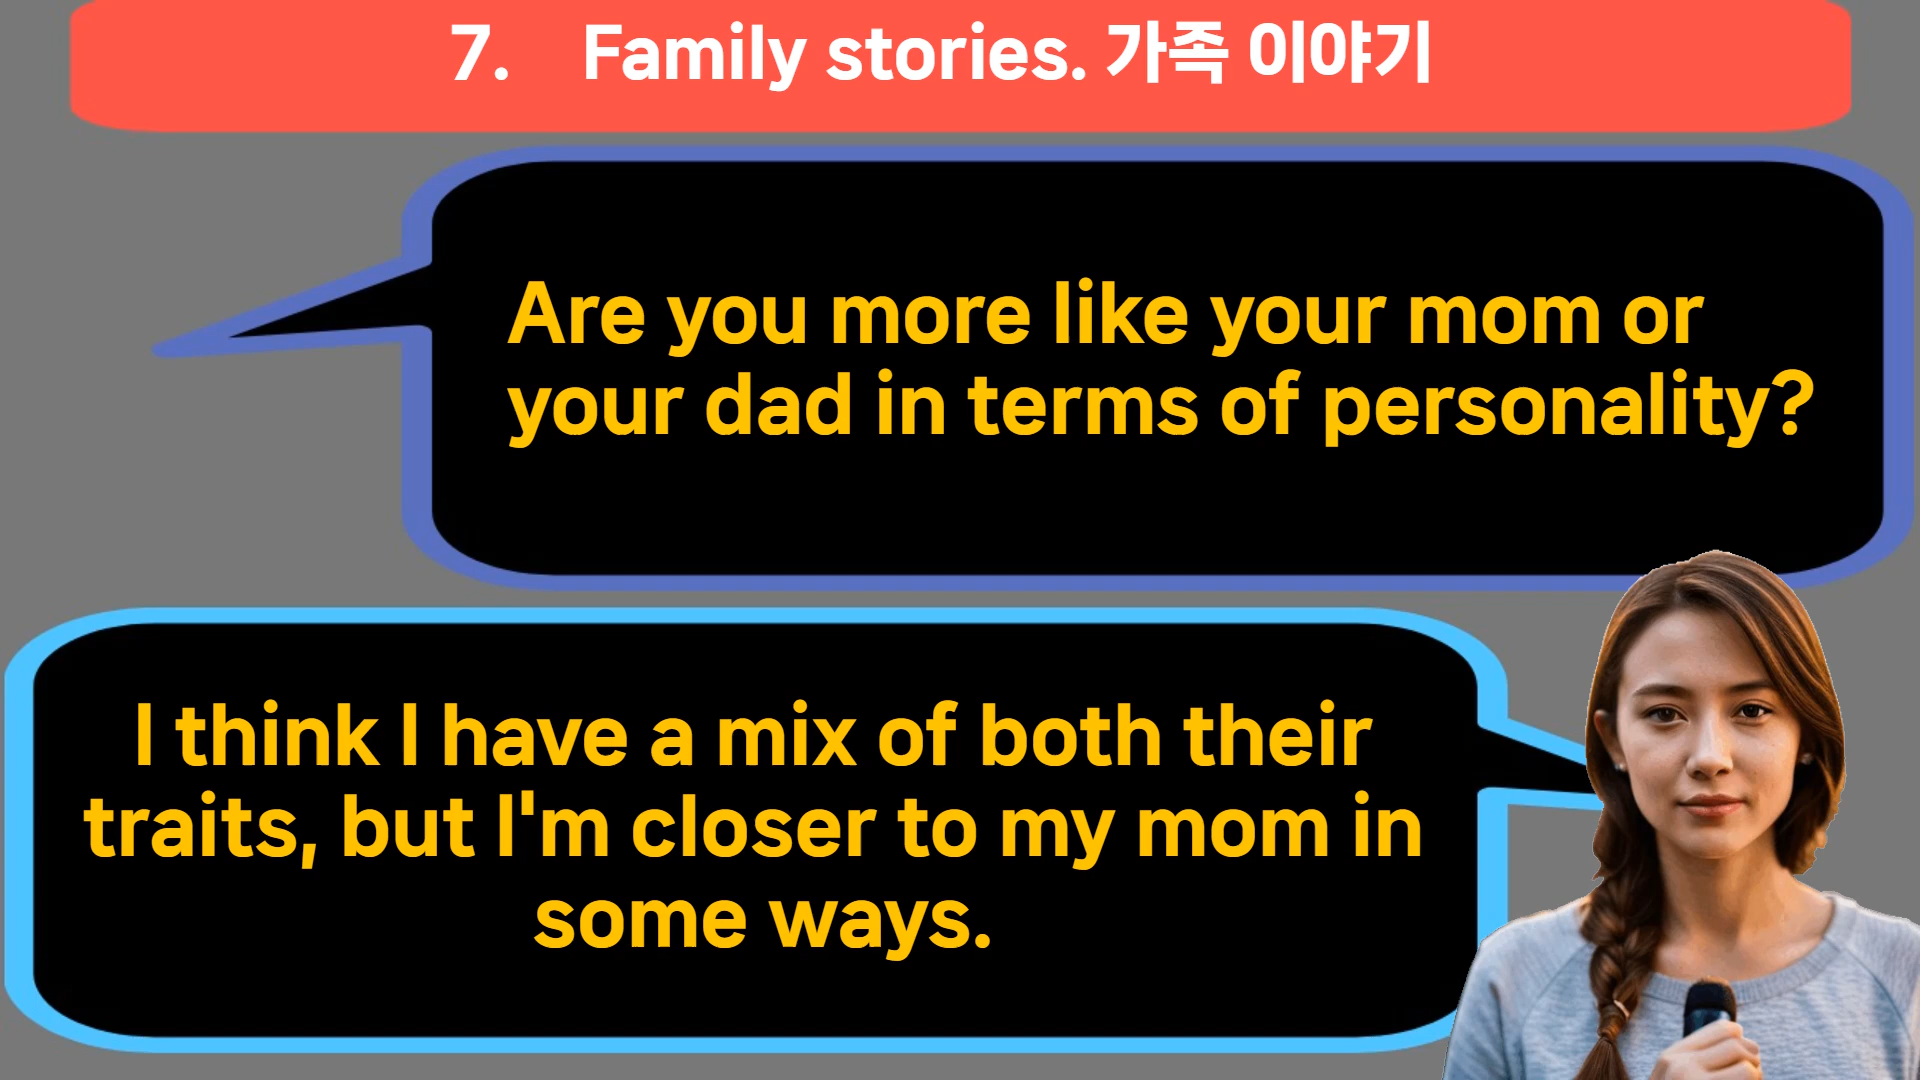 7. Family stories. 가족 이야기
Are you more like your mom or
your dad in terms of personality?
I think I have a mix of both their
traits, but I'm closer to my mom in
some ways.